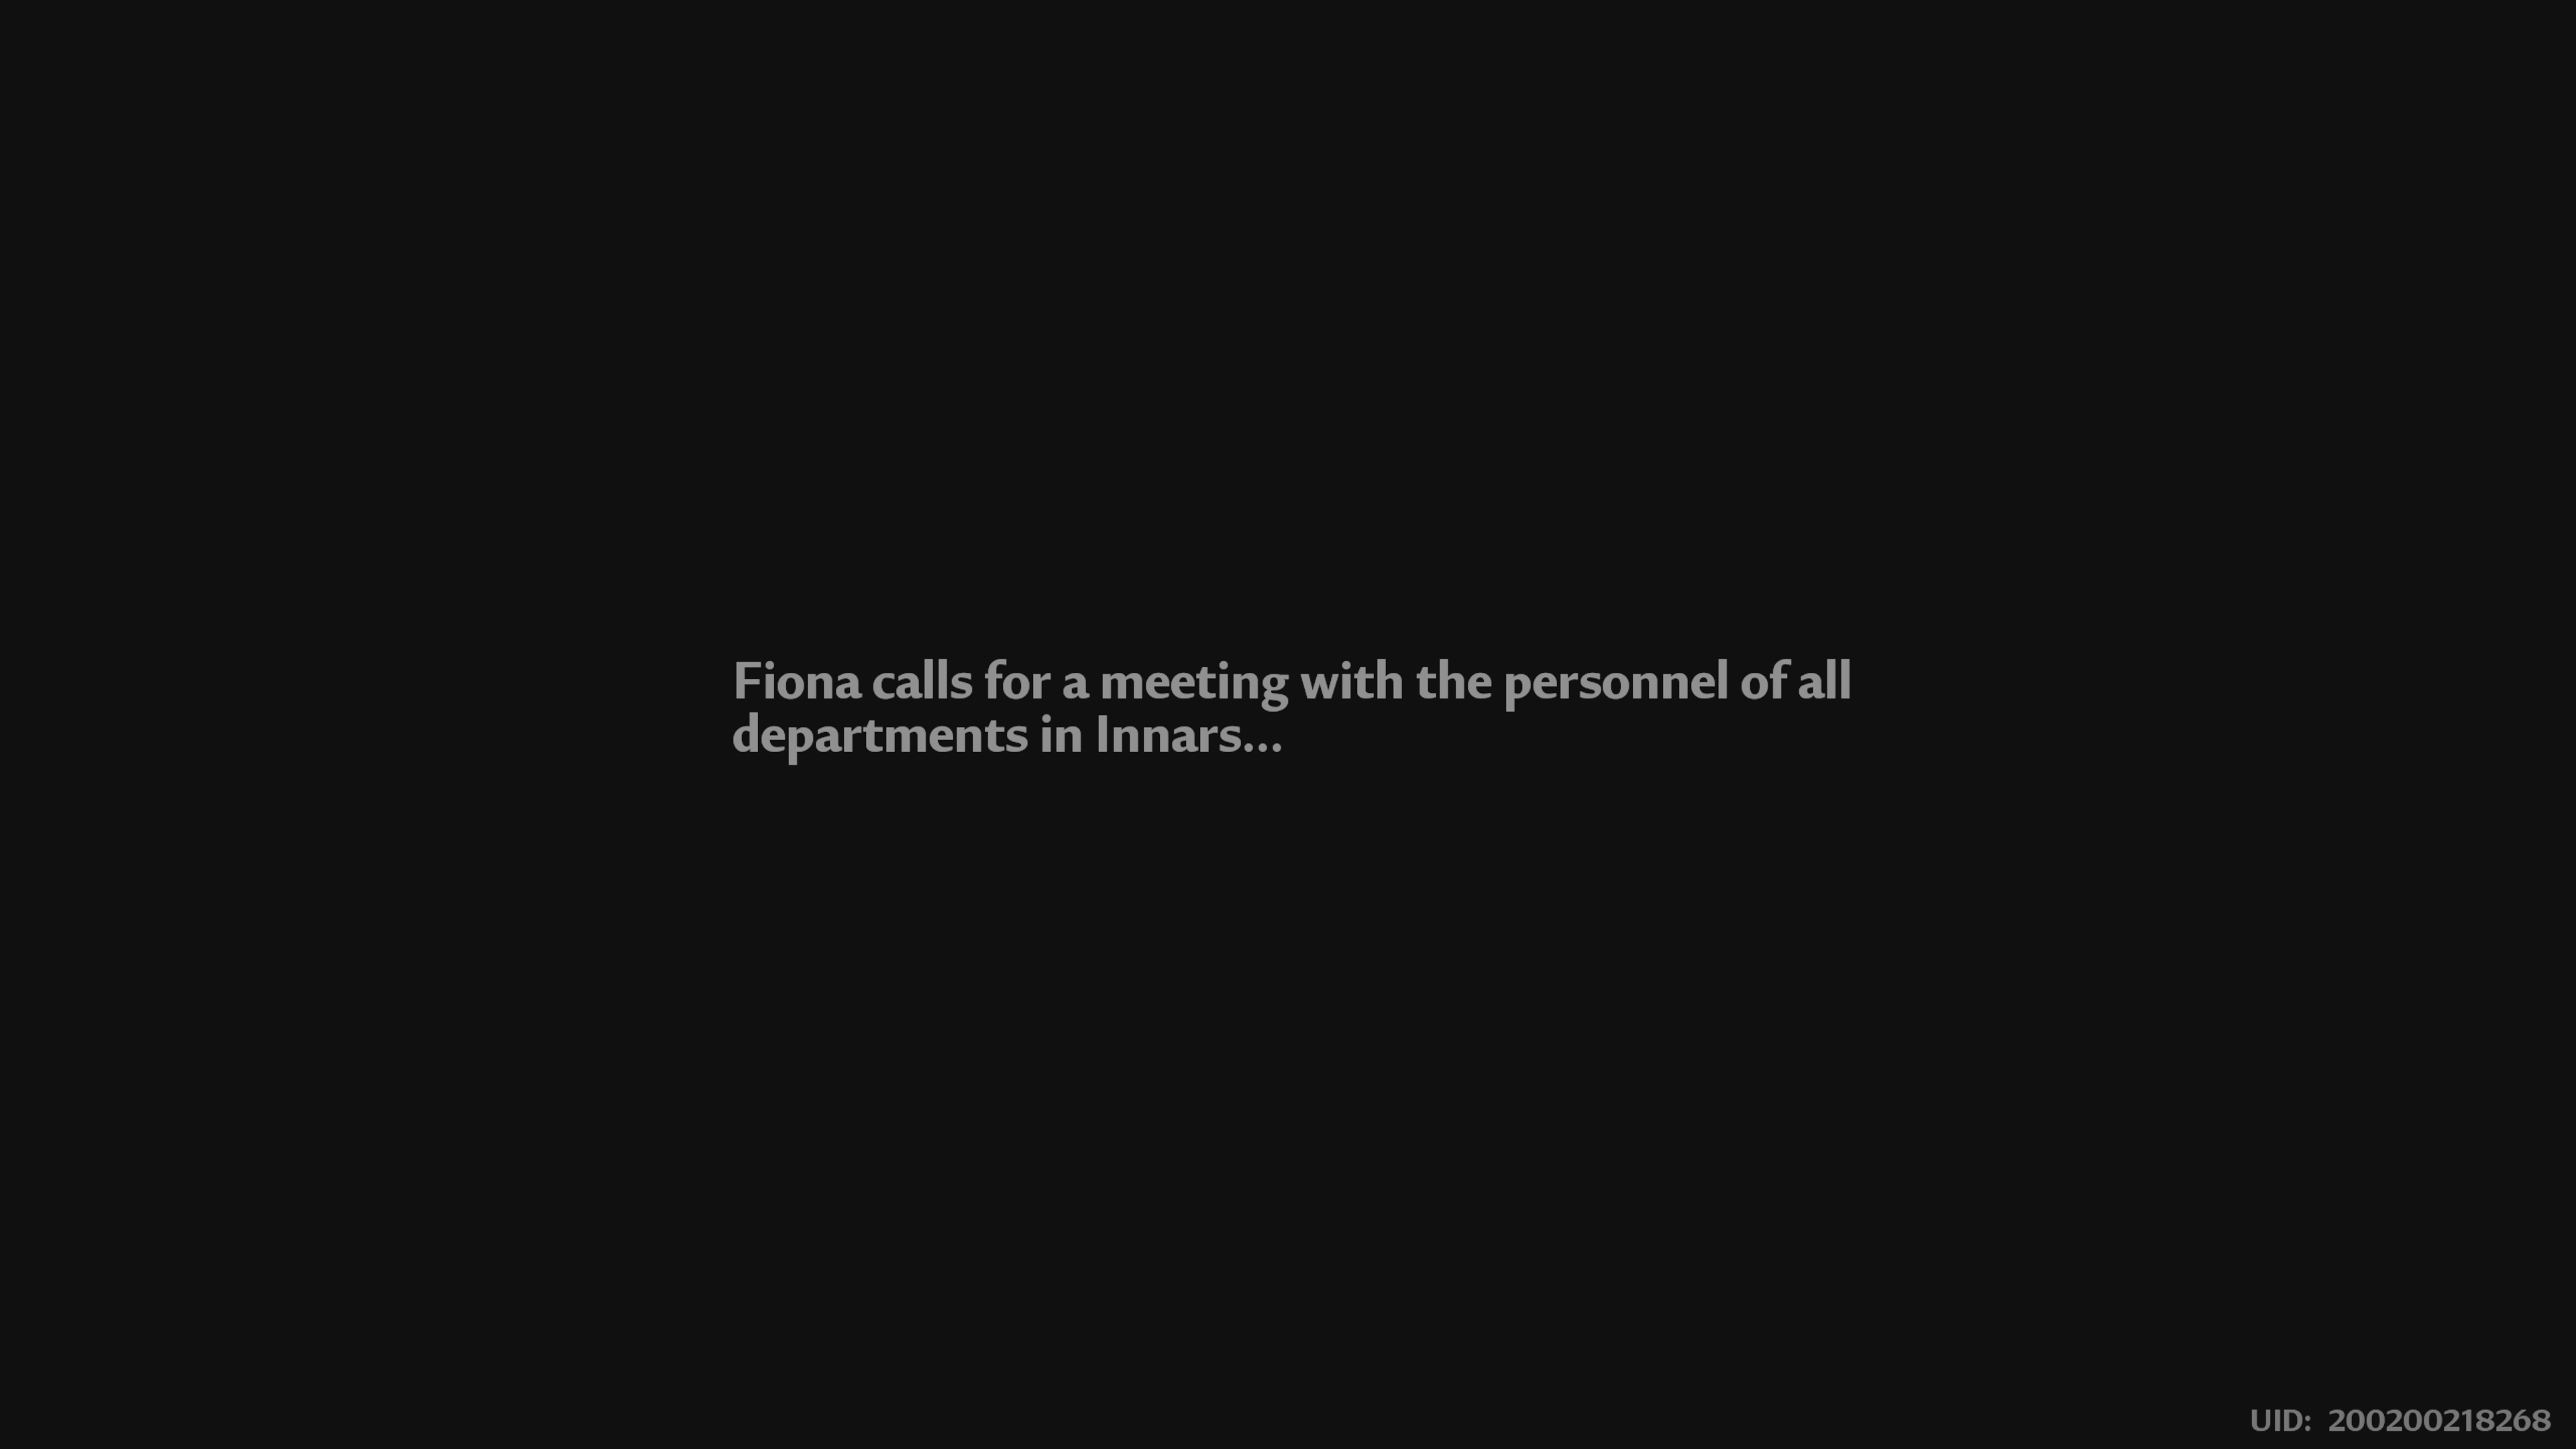 Fiona calls for a meeting with the personnel of all
departments in Innars...
UID: 200200218268